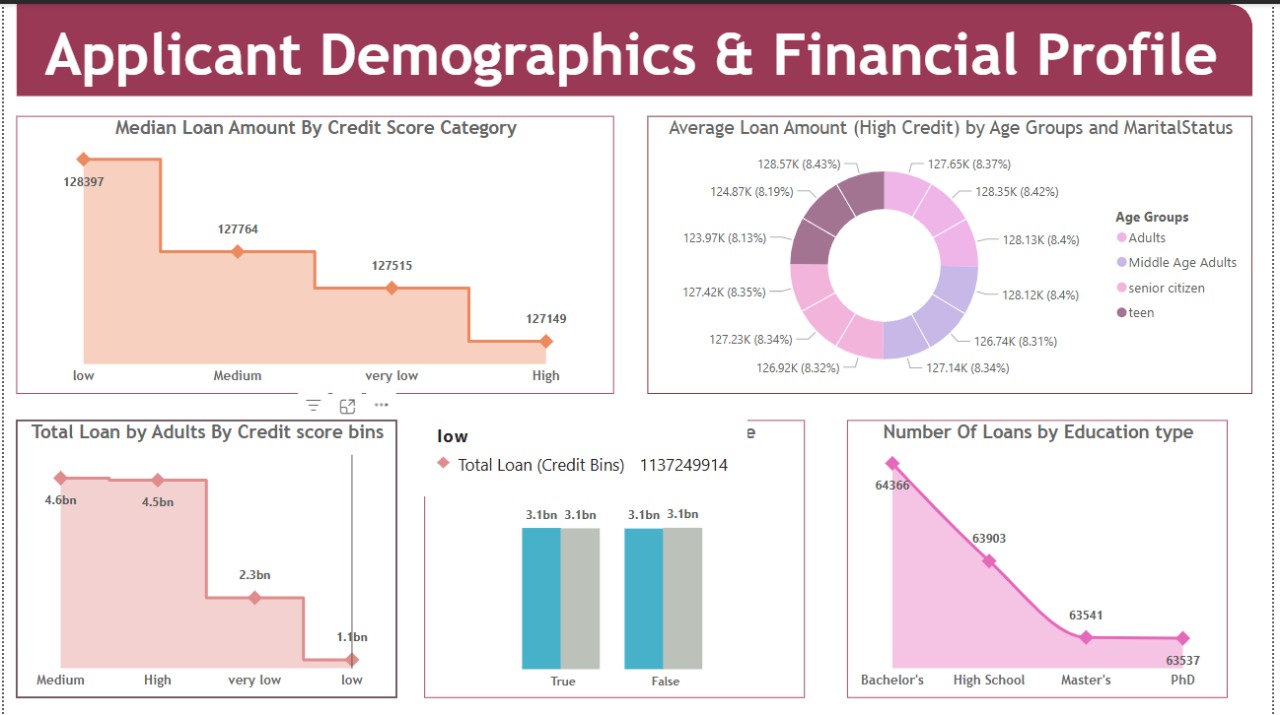 Applicant Demographics & Financial Profile
Median Loan Amount By Credit Score Category
128397
127764
127515
127149
low
Medium
very low
High
Average Loan Amount (High Credit) by Age Groups and MaritalStatus
128.57K (8.43%)
127.65K (8.37%)
124.87K (8.19%)
128.35K (8.42%)
123.97K (8.13%)
128.13K (8.4%)
127.42K (8.35%)
128.12K (8.4%)
127.23K (8.34%)
126.74K (8.31%)
126.92K (8.32%)
127.14K (8.34%)
Age Groups
Adults
Middle Age Adults
senior citizen
teen
Total Loan by Adults By Credit score bins
4.6bn
4.5bn
2.3bn
1.1bn
Medium
High
very low
low
low
Total Loan (Credit Bins) 1137249914
e
3.1bn 3.1bn
3.1bn 3.1bn
True
False
Number Of Loans by Education type
64366
63903
63541
63537
Bachelor's
High School
Master's
PhD